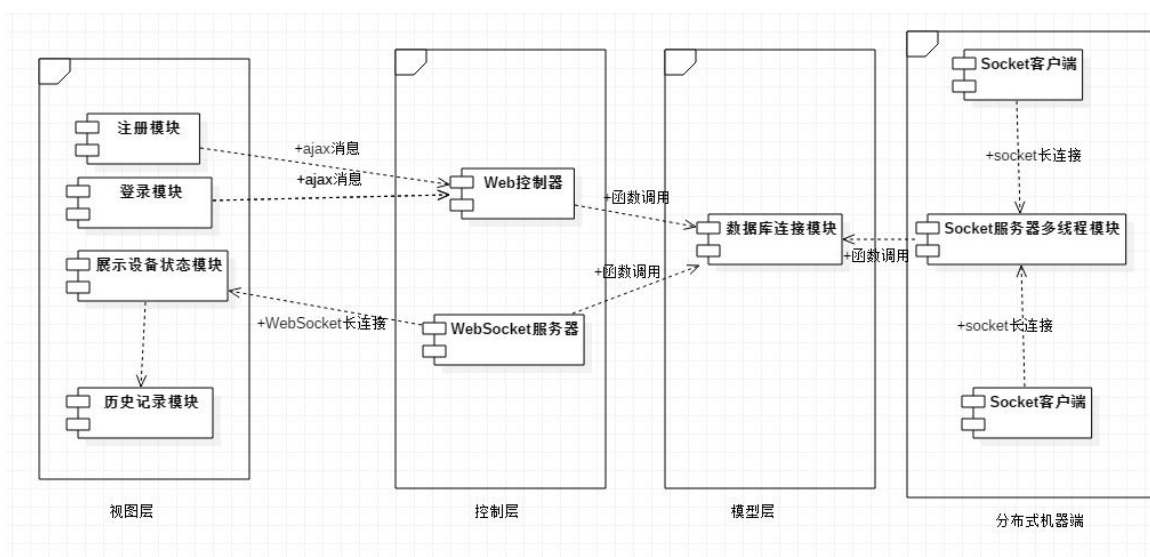 注册模块
登录模块
展示设备状态模块
历史记录模块
视图层
+ajax消息
+ajax消息
+WebSocket长连接
Web控制器
WebSocket服务器
控制层
+函数调用
+函数调用
数据库连接模块
模型层
+函数调用
Socket客户端
+socket长连接
Socket服务器多线程模块
+socket长连接
Socket客户端
分布式机器端